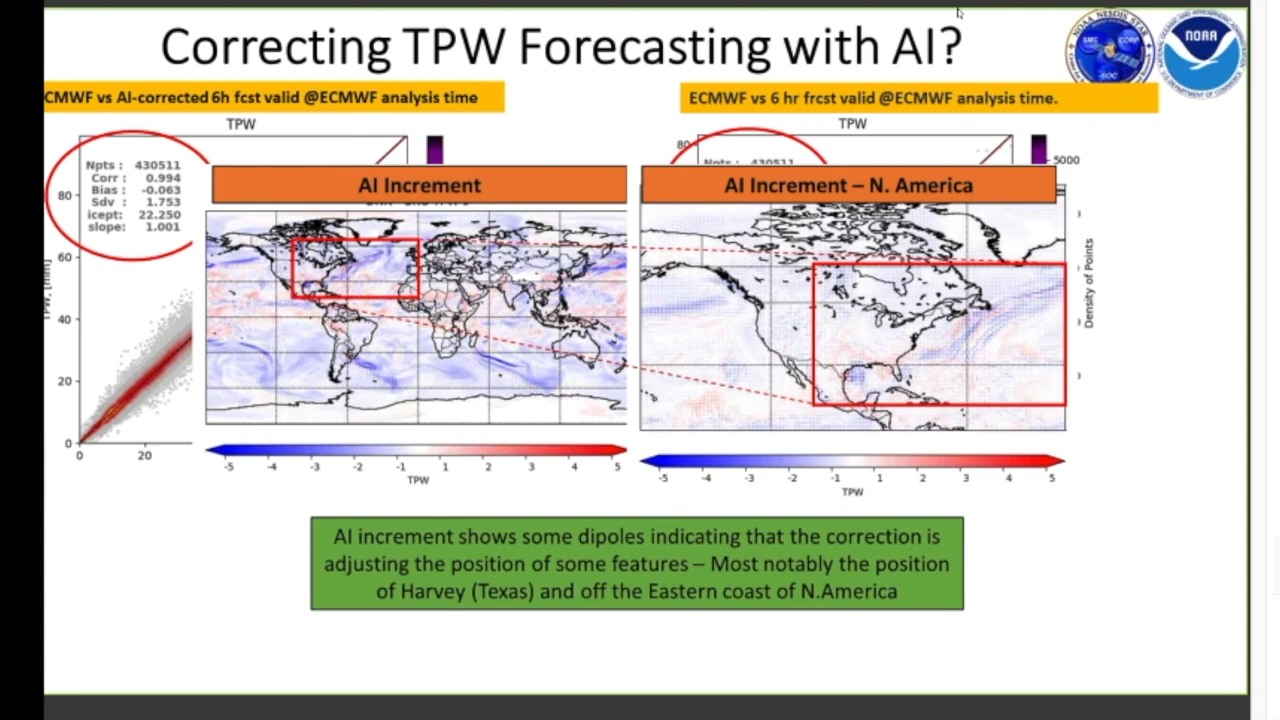 Correcting TPW Forecasting with AI?
NOAA
CMWF vs AI-corrected 6h fcst valid @ECMWF analysis time
ECMWF vs 6 hr frcst valid @ECMWF analysis time.
TPW
TPW
Npts : 430511
Corr : 0.994
Bias : -0.063
Sdv : 1.753
icept: 22.250
slope: 1.001
80
60
40
20
0
0 20
80
Npts : 430511
5000
Density of Points
AI Increment
AI Increment – N. America
-5 -4 -3 -2 -1 1 2 3 4 5
TPW
-5 -4 -3 -2 -1 1 2 3 4 5
TPW
AI increment shows some dipoles indicating that the correction is
adjusting the position of some features – Most notably the position
of Harvey (Texas) and off the Eastern coast of N.America